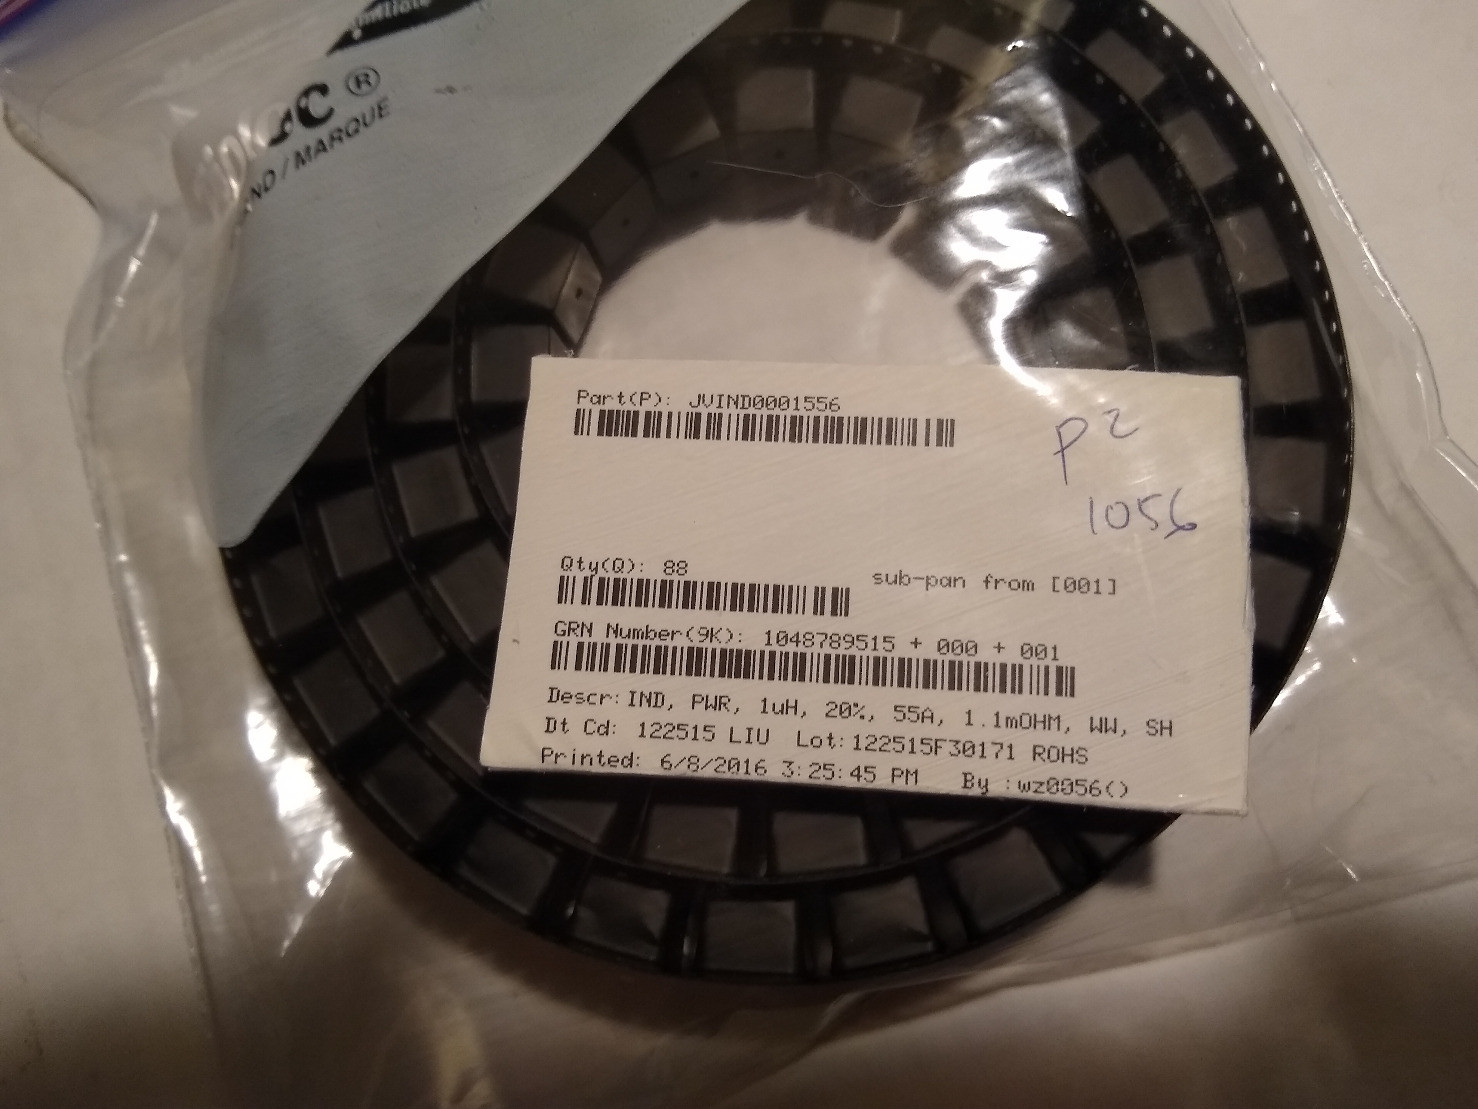 ®
/ MARQUE
Part(P): JVIND0001556
P2
1056
Qty(Q): 88
sub-pan from [001]
GRN Number(9K): 1048789515 + 000 + 001
Descr: IND, PWR, 1uH, 20%, 55A, 1.1mOHM, WW, SH
Dt Cd: 122515 LIU Lot: 122515F30171 ROHS
Printed: 6/8/2016 3:25:45 PM By :wz0056()